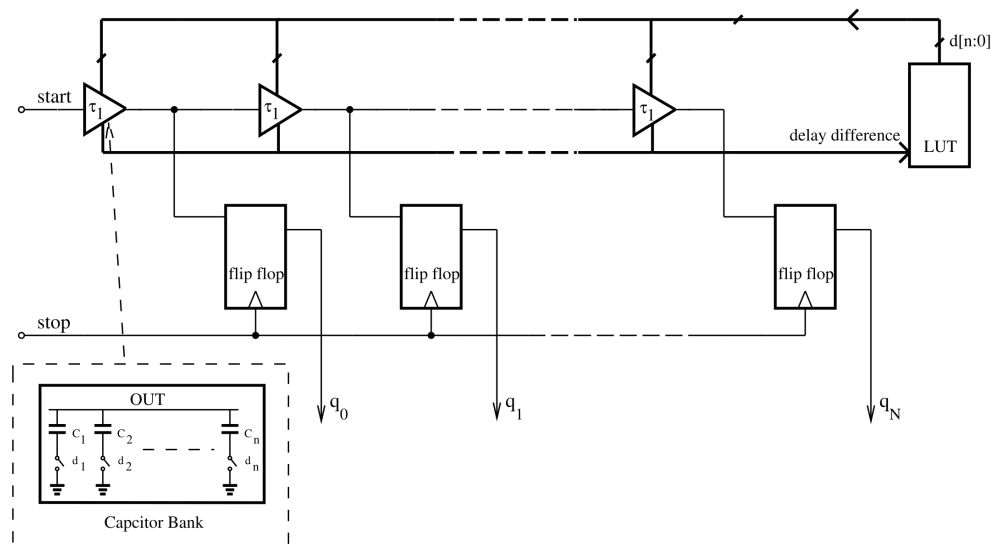 d[n:0]
start
τ1
τ1
τ1
delay difference
LUT
flip flop
flip flop
flip flop
stop
q0
q1
qN
OUT
C1
C2
Cn
d1
d2
dn
Capcitor Bank